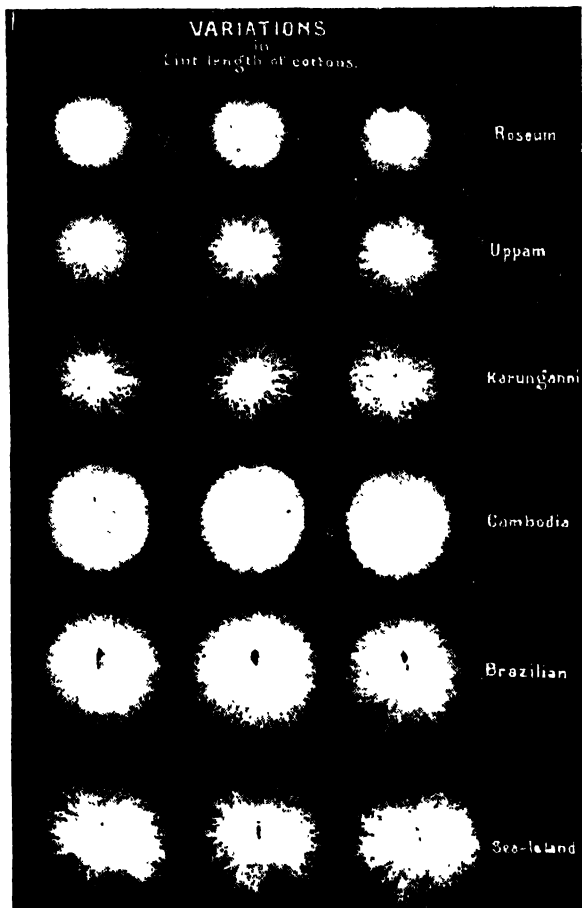 VARIATIONS
in
Lint length of cottons.
Roseum
Uppam
Karunganni
Cambodia
Brazilian
Sea-Island